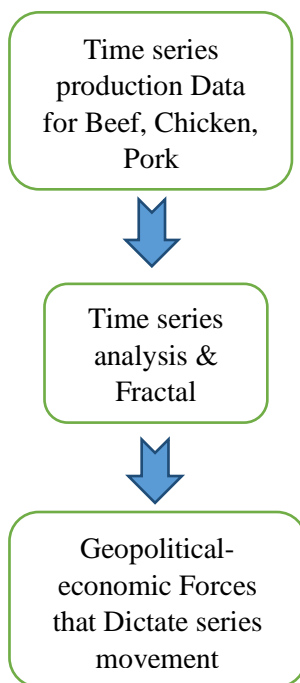 Time series
production Data
for Beef, Chicken,
Pork
Time series
analysis &
Fractal
Geopolitical-
economic Forces
that Dictate series
movement